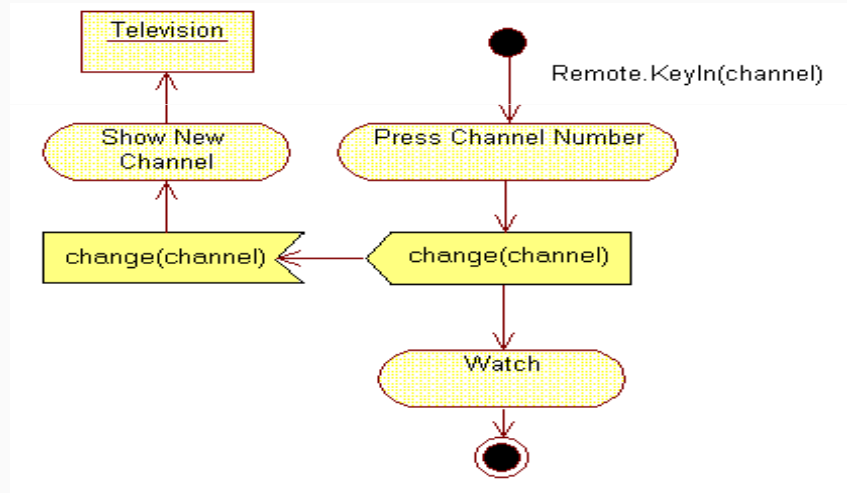 Television
Remote.KeyIn(channel)
Show New
Channel
Press Channel Number
change(channel)
change(channel)
Watch